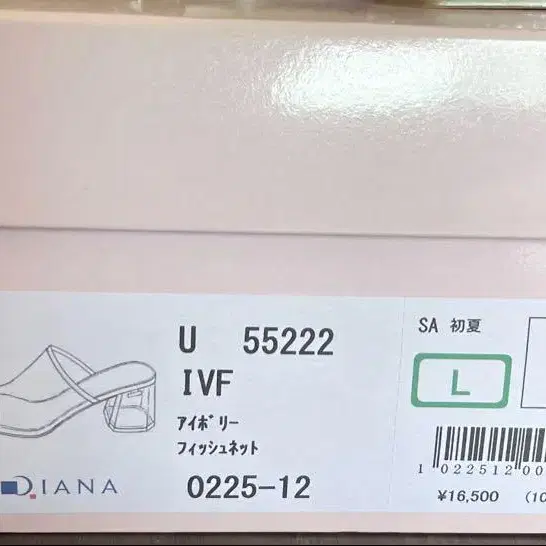 U 55222
IVF
ｱｲﾎﾞﾘｰ
ﾌｨｯｼｭﾈｯﾄ
0225-12
DIANA
SA 初夏
L
1 022512 00
¥16,500 (10